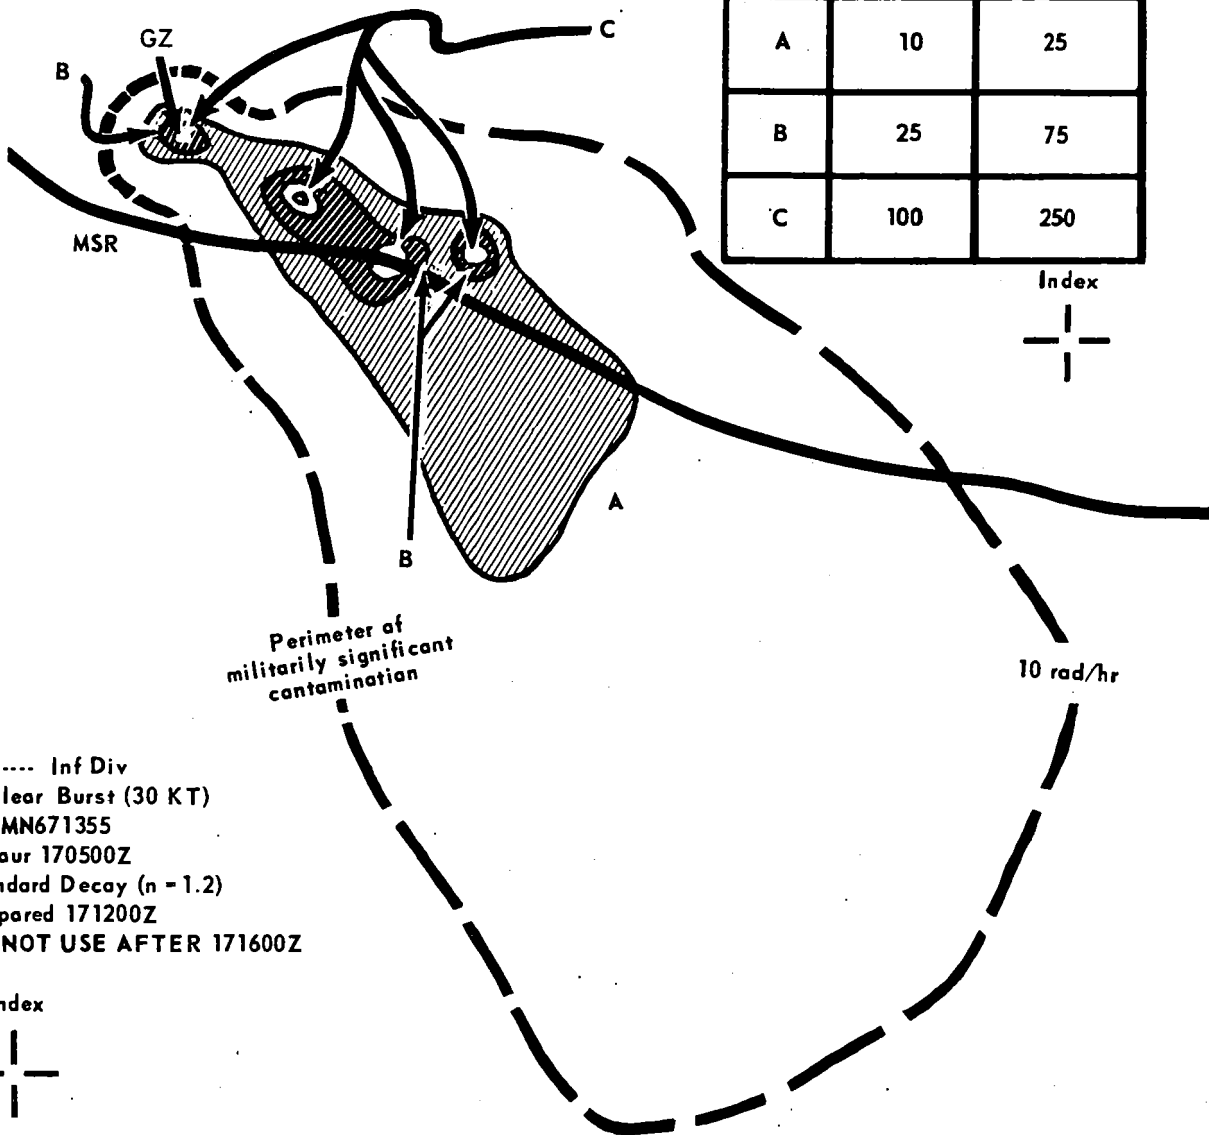 A 10 25
GZ
C
B
B 25 75
C 100 250
MSR
Index
A
B
Perimeter of
militarily significant
contamination
10 rad/hr
---- Inf Div
lear Burst (30 KT)
MN671355
our 170500Z
ndard Decay (n = 1.2)
pared 171200Z
NOT USE AFTER 171600Z
ndex